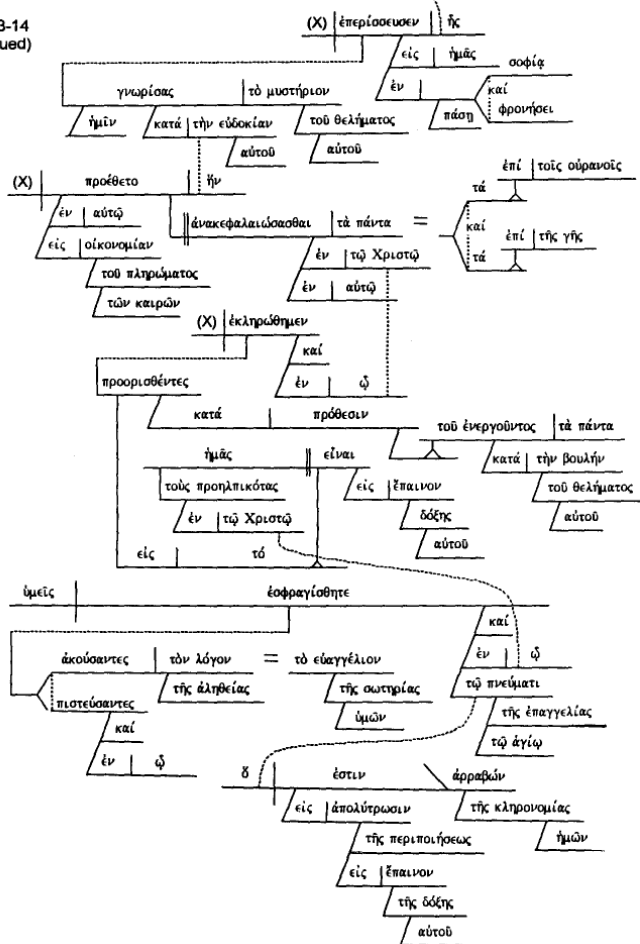 3-14
ued)
(X) ἐπερίσσευσεν ἧς
εἰς ἡμᾶς
σοφίᾳ
ἐν
καί
φρονήσει
πάσῃ
γνωρίσας τὸ μυστήριον
ἡμῖν κατά τὴν εὐδοκίαν τοῦ θελήματος
αὐτοῦ αὐτοῦ
(X) προέθετο ἥν
ἐν αὐτῷ
εἰς οἰκονομίαν
τοῦ πληρώματος
τῶν καιρῶν
ἀνακεφαλαιώσασθαι τὰ πάντα =
ἐπί τοῖς οὐρανοῖς
τά
καί
ἐπί τῆς γῆς
τά
ἐν τῷ Χριστῷ
ἐν αὐτῷ
(X) ἐκληρώθημεν
καί
ἐν ᾧ
προορισθέντες
κατά πρόθεσιν
τοῦ ἐνεργοῦντος τὰ πάντα
κατά τὴν βουλήν
τοῦ θελήματος
αὐτοῦ
ἡμᾶς εἶναι
τοὺς προηλπικότας
ἐν τῷ Χριστῷ
εἰς ἔπαινον
δόξης
αὐτοῦ
εἰς τό
ὑμεῖς ἐσφραγίσθητε
καί
ἐν ᾧ
ἀκούσαντες τὸν λόγον = τὸ εὐαγγέλιον
τῆς ἀληθείας τῆς σωτηρίας
ὑμῶν
πιστεύσαντες
καί
ἐν ᾧ
τῷ πνεύματι
τῆς ἐπαγγελίας
τῷ ἁγίῳ
ὅ ἐστιν ἀρραβών
εἰς ἀπολύτρωσιν
τῆς κληρονομίας
ἡμῶν
τῆς περιποιήσεως
εἰς ἔπαινον
τῆς δόξης
αὐτοῦ